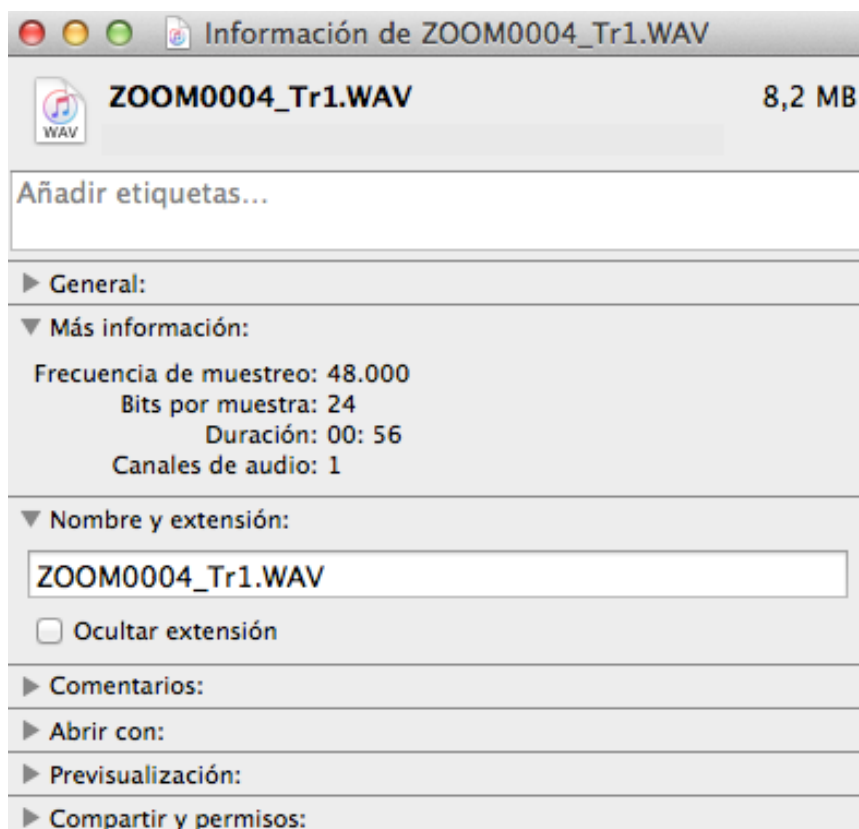 Información de ZOOM0004_Tr1.WAV
ZOOM0004_Tr1.WAV 8,2 MB
WAV
Añadir etiquetas...
General:
Más información:
Frecuencia de muestreo: 48.000
Bits por muestra: 24
Duración: 00: 56
Canales de audio: 1
Nombre y extensión:
ZOOM0004_Tr1.WAV
Ocultar extensión
Comentarios:
Abrir con:
Previsualización:
Compartir y permisos: